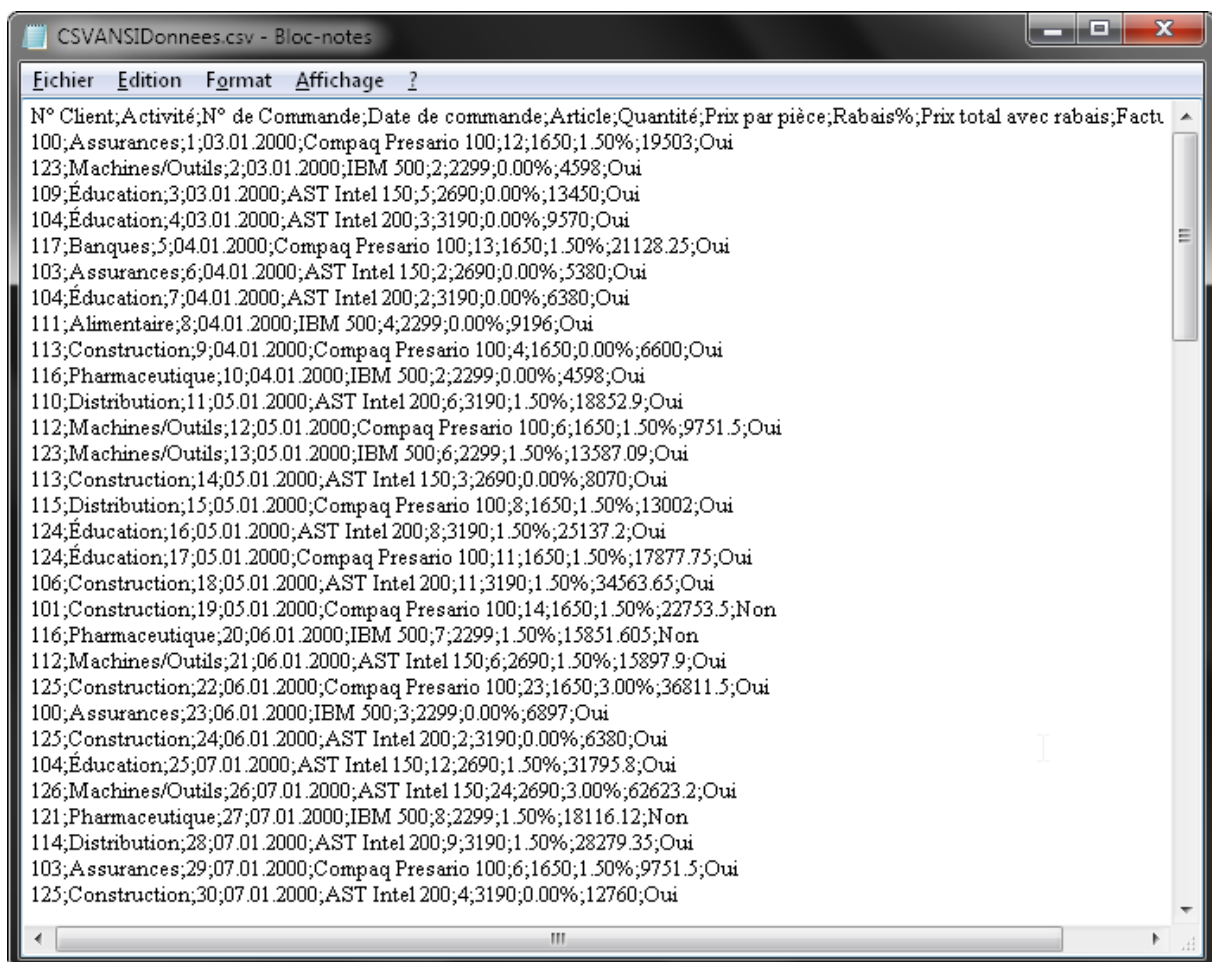 CSVANSIDonnees.csv - Bloc-notes
Fichier Edition Format Affichage ?
N° Client;Activité;N° de Commande;Date de commande;Article;Quantité;Prix par pièce;Rabais%;Prix total avec rabais;Factu
100;Assurances;1;03.01.2000;Compaq Presario 100;12;1650;1.50%;19503;Oui
123;Machines/Outils;2;03.01.2000;IBM 500;2;2299;0.00%;4598;Oui
109;Éducation;3;03.01.2000;AST Intel 150;5;2690;0.00%;13450;Oui
104;Éducation;4;03.01.2000;AST Intel 200;3;3190;0.00%;9570;Oui
117;Banques;5;04.01.2000;Compaq Presario 100;13;1650;1.50%;21128.25;Oui
103;Assurances;6;04.01.2000;AST Intel 150;2;2690;0.00%;5380;Oui
104;Éducation;7;04.01.2000;AST Intel 200;2;3190;0.00%;6380;Oui
111;Alimentaire;8;04.01.2000;IBM 500;4;2299;0.00%;9196;Oui
113;Construction;9;04.01.2000;Compaq Presario 100;4;1650;0.00%;6600;Oui
116;Pharmaceutique;10;04.01.2000;IBM 500;2;2299;0.00%;4598;Oui
110;Distribution;11;05.01.2000;AST Intel 200;6;3190;1.50%;18852.9;Oui
112;Machines/Outils;12;05.01.2000;Compaq Presario 100;6;1650;1.50%;9751.5;Oui
123;Machines/Outils;13;05.01.2000;IBM 500;6;2299;1.50%;13587.09;Oui
113;Construction;14;05.01.2000;AST Intel 150;3;2690;0.00%;8070;Oui
115;Distribution;15;05.01.2000;Compaq Presario 100;8;1650;1.50%;13002;Oui
124;Éducation;16;05.01.2000;AST Intel 200;8;3190;1.50%;25137.2;Oui
124;Éducation;17;05.01.2000;Compaq Presario 100;11;1650;1.50%;17877.75;Oui
106;Construction;18;05.01.2000;AST Intel 200;11;3190;1.50%;34563.65;Oui
101;Construction;19;05.01.2000;Compaq Presario 100;14;1650;1.50%;22753.5;Non
116;Pharmaceutique;20;06.01.2000;IBM 500;7;2299;1.50%;15851.605;Non
112;Machines/Outils;21;06.01.2000;AST Intel 150;6;2690;1.50%;15897.9;Oui
125;Construction;22;06.01.2000;Compaq Presario 100;23;1650;3.00%;36811.5;Oui
100;Assurances;23;06.01.2000;IBM 500;3;2299;0.00%;6897;Oui
125;Construction;24;06.01.2000;AST Intel 200;2;3190;0.00%;6380;Oui
104;Éducation;25;07.01.2000;AST Intel 150;12;2690;1.50%;31795.8;Oui
126;Machines/Outils;26;07.01.2000;AST Intel 150;24;2690;3.00%;62623.2;Oui
121;Pharmaceutique;27;07.01.2000;IBM 500;8;2299;1.50%;18116.12;Non
114;Distribution;28;07.01.2000;AST Intel 200;9;3190;1.50%;28279.35;Oui
103;Assurances;29;07.01.2000;Compaq Presario 100;6;1650;1.50%;9751.5;Oui
125;Construction;30;07.01.2000;AST Intel 200;4;3190;0.00%;12760;Oui